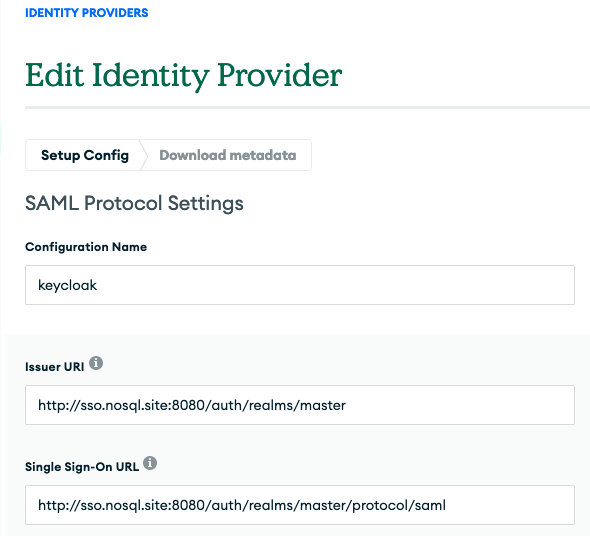 IDENTITY PROVIDERS
Edit Identity Provider
Setup Config Download metadata
SAML Protocol Settings
Configuration Name
keycloak
Issuer URI i
http://sso.nosql.site:8080/auth/realms/master
Single Sign-On URL i
http://sso.nosql.site:8080/auth/realms/master/protocol/saml